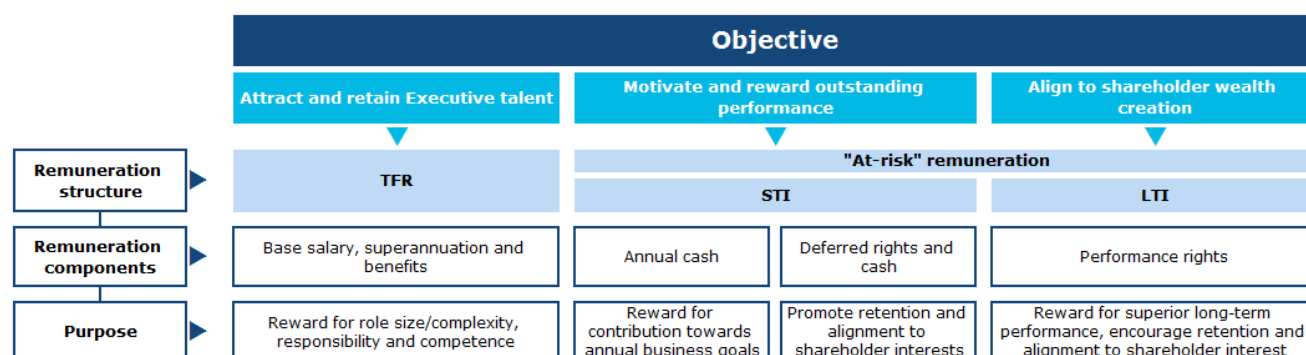 Objective
Attract and retain Executive talent
Motivate and reward outstanding
performance
Align to shareholder wealth
creation
Remuneration
structure
TFR
"At-risk" remuneration
STI
LTI
Remuneration
components
Base salary, superannuation and
benefits
Annual cash
Deferred rights and
cash
Performance rights
Purpose
Reward for role size/complexity,
responsibility and competence
Reward for
contribution towards
annual business goals
Promote retention and
alignment to
shareholder interests
Reward for superior long-term
performance, encourage retention and
alignment to shareholder interest